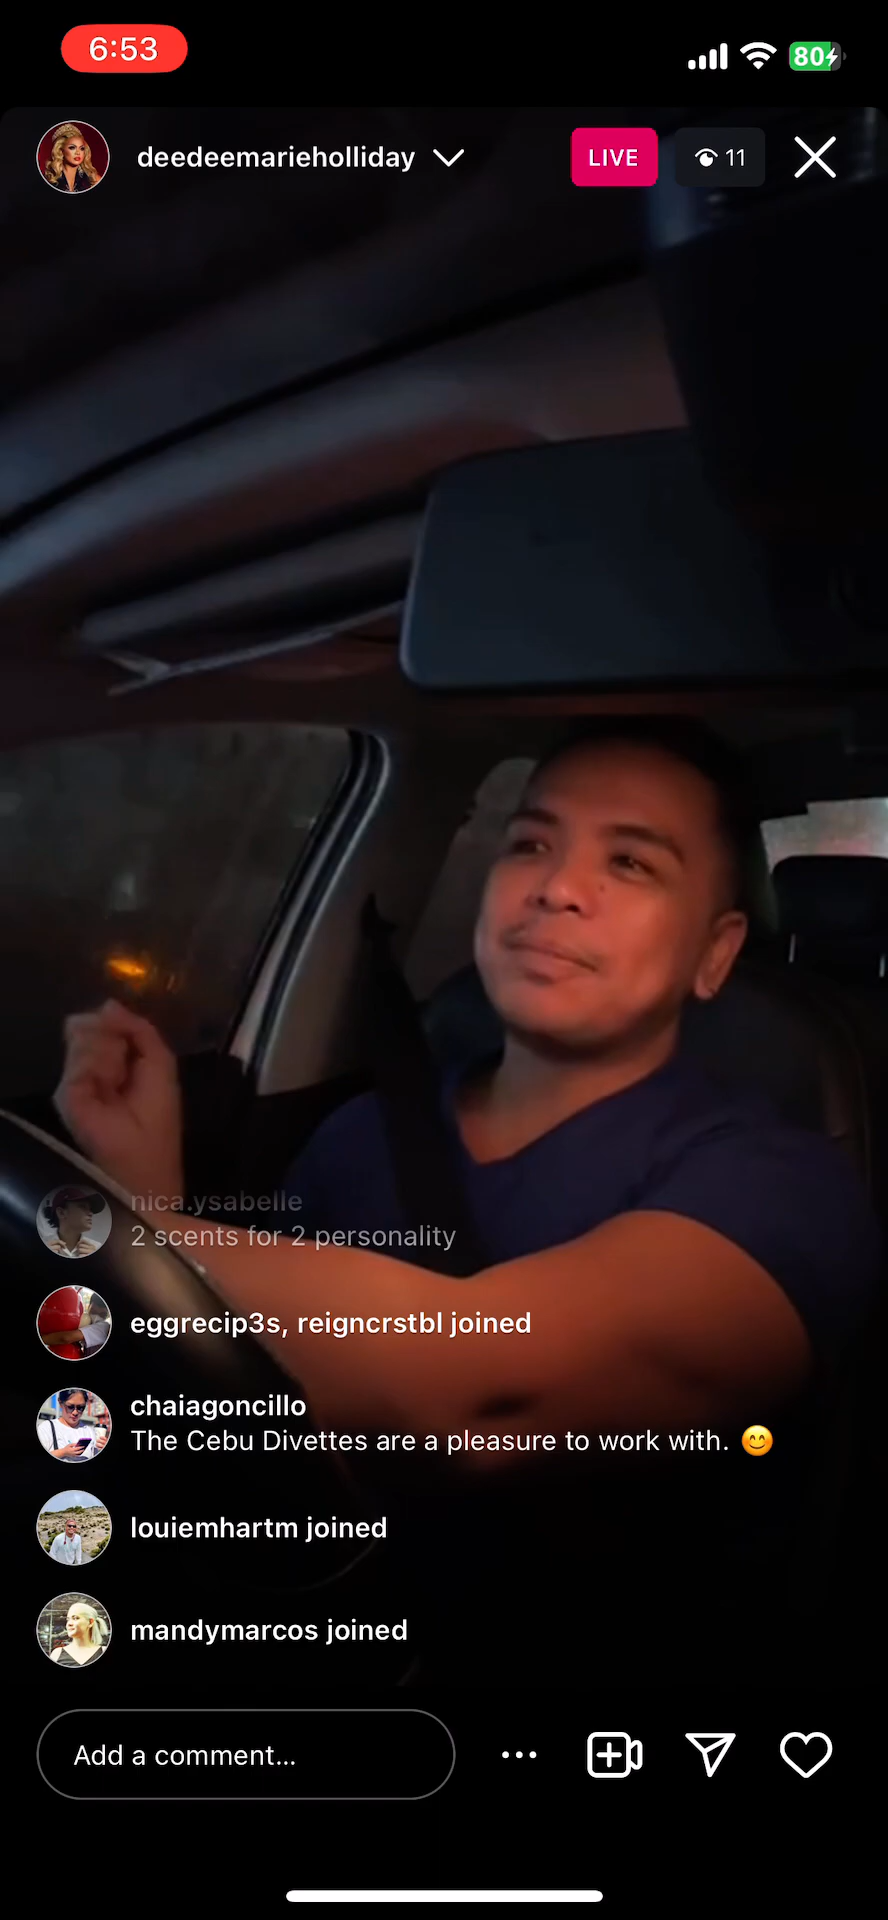 6:53
80
deedeemarieholliday
LIVE
11
nica.ysabelle
2 scents for 2 personality
eggrecip3s, reigncrstbl joined
chaiagoncillo
The Cebu Divettes are a pleasure to work with. 😊
louiemhartm joined
mandymarcos joined
Add a comment...